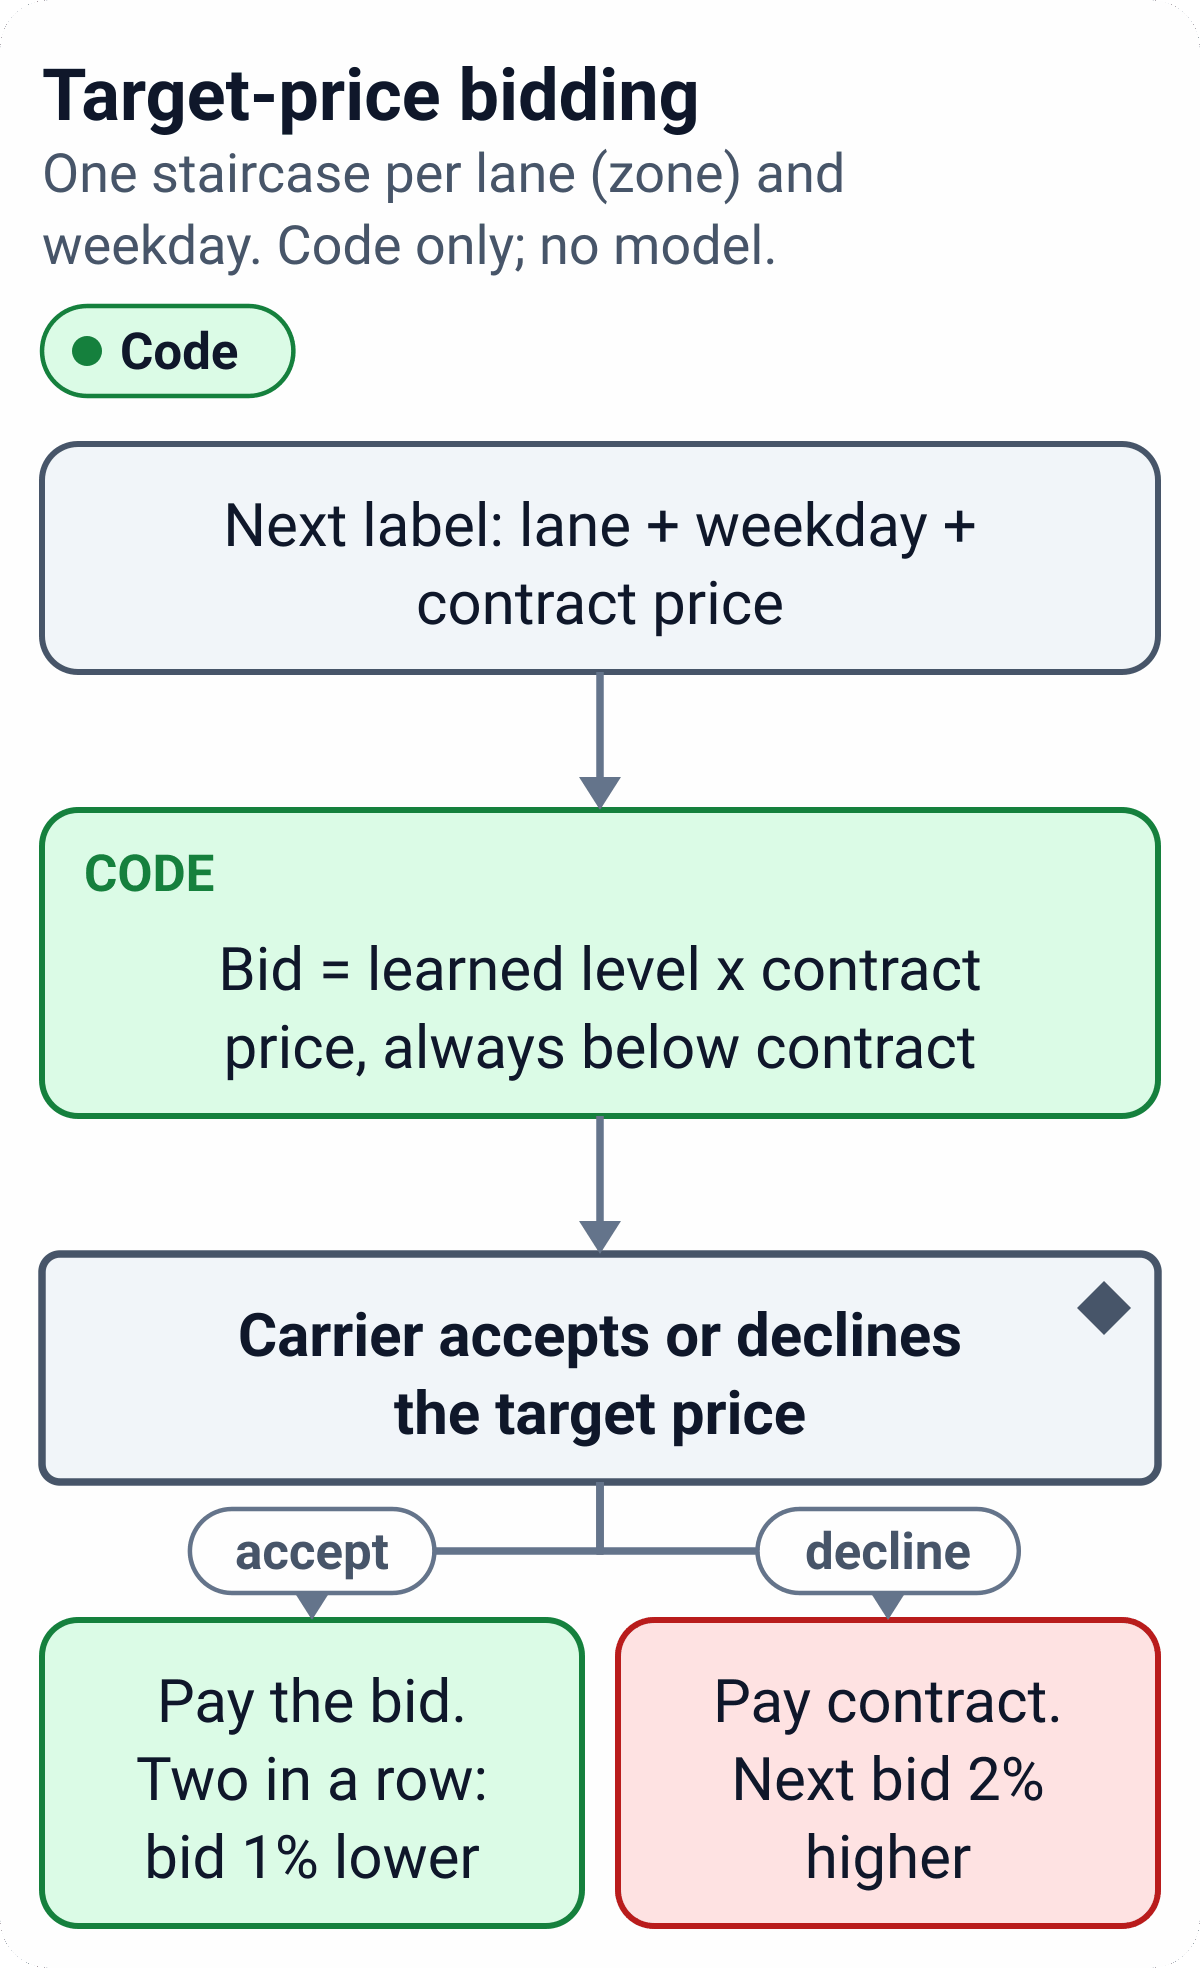 Target-price bidding
One staircase per lane (zone) and
weekday. Code only; no model.
Code
Next label: lane + weekday +
contract price
CODE
Bid = learned level x contract
price, always below contract
Carrier accepts or declines
the target price
accept
decline
Pay the bid.
Two in a row:
bid 1% lower
Pay contract.
Next bid 2%
higher